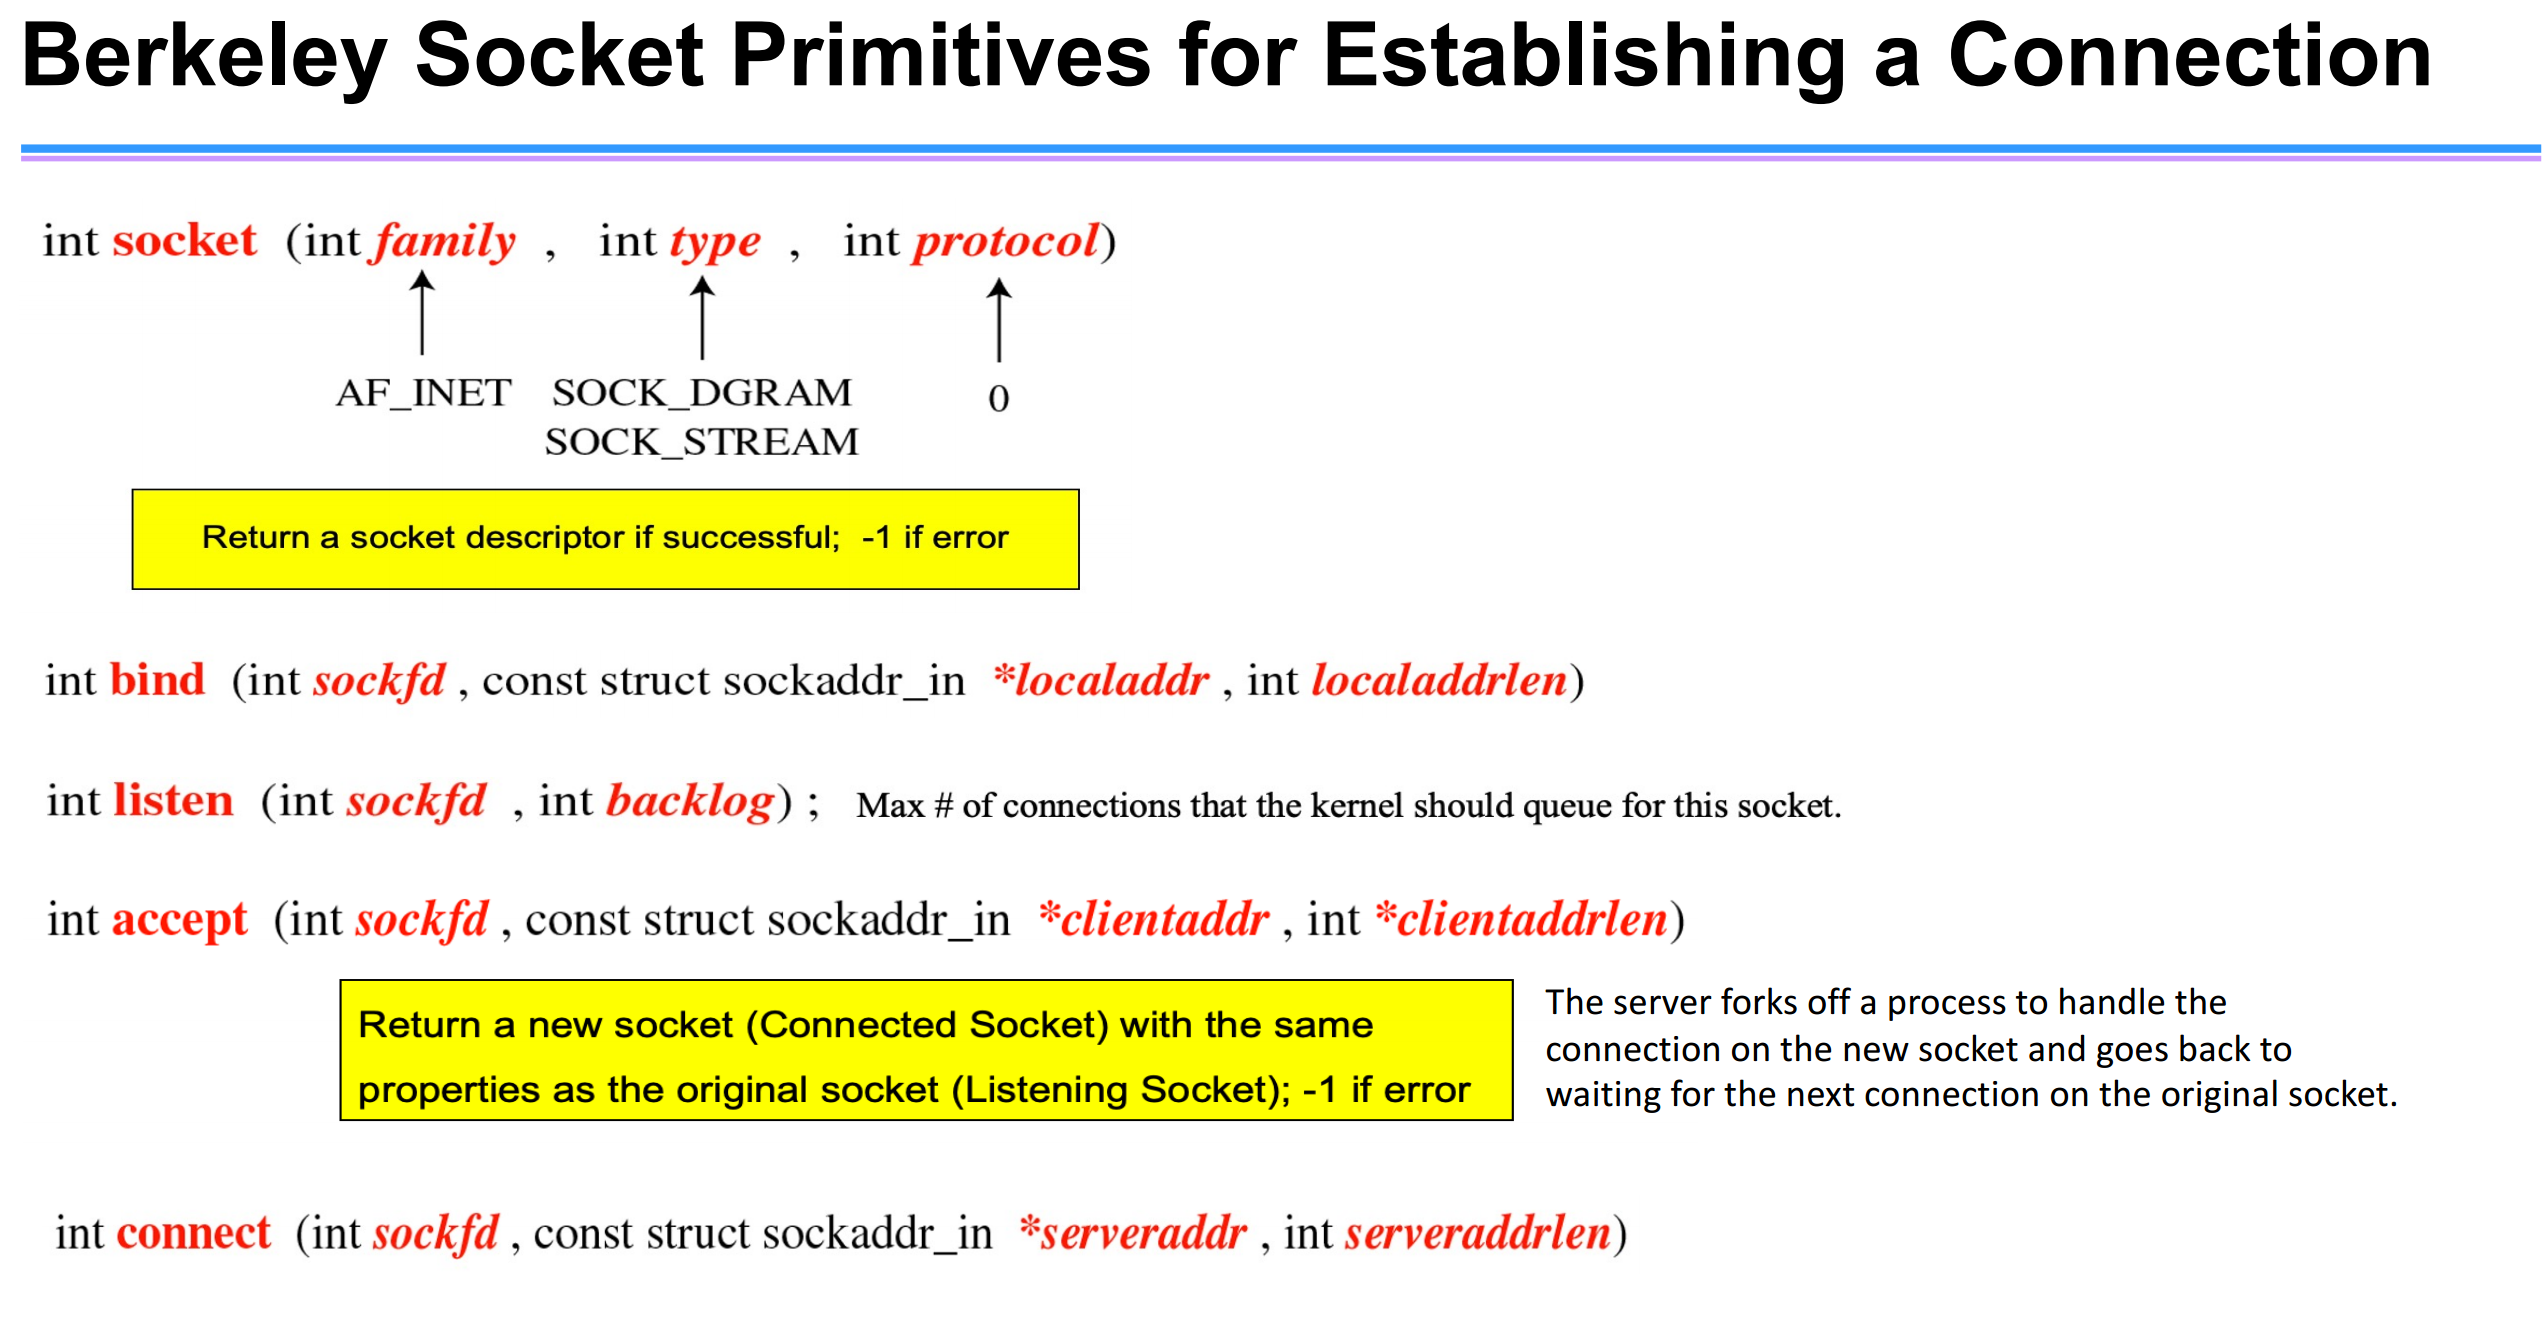 Berkeley Socket Primitives for Establishing a Connection
int socket (int family , int type , int protocol)
AF_INET SOCK_DGRAM 0
SOCK_STREAM
Return a socket descriptor if successful; -1 if error
int bind (int sockfd , const struct sockaddr_in *localaddr , int localaddrlen)
int listen (int sockfd , int backlog) ; Max # of connections that the kernel should queue for this socket.
int accept (int sockfd , const struct sockaddr_in *clientaddr , int *clientaddrlen)
Return a new socket (Connected Socket) with the same
properties as the original socket (Listening Socket); -1 if error
The server forks off a process to handle the
connection on the new socket and goes back to
waiting for the next connection on the original socket.
int connect (int sockfd , const struct sockaddr_in *serveraddr , int serveraddrlen)